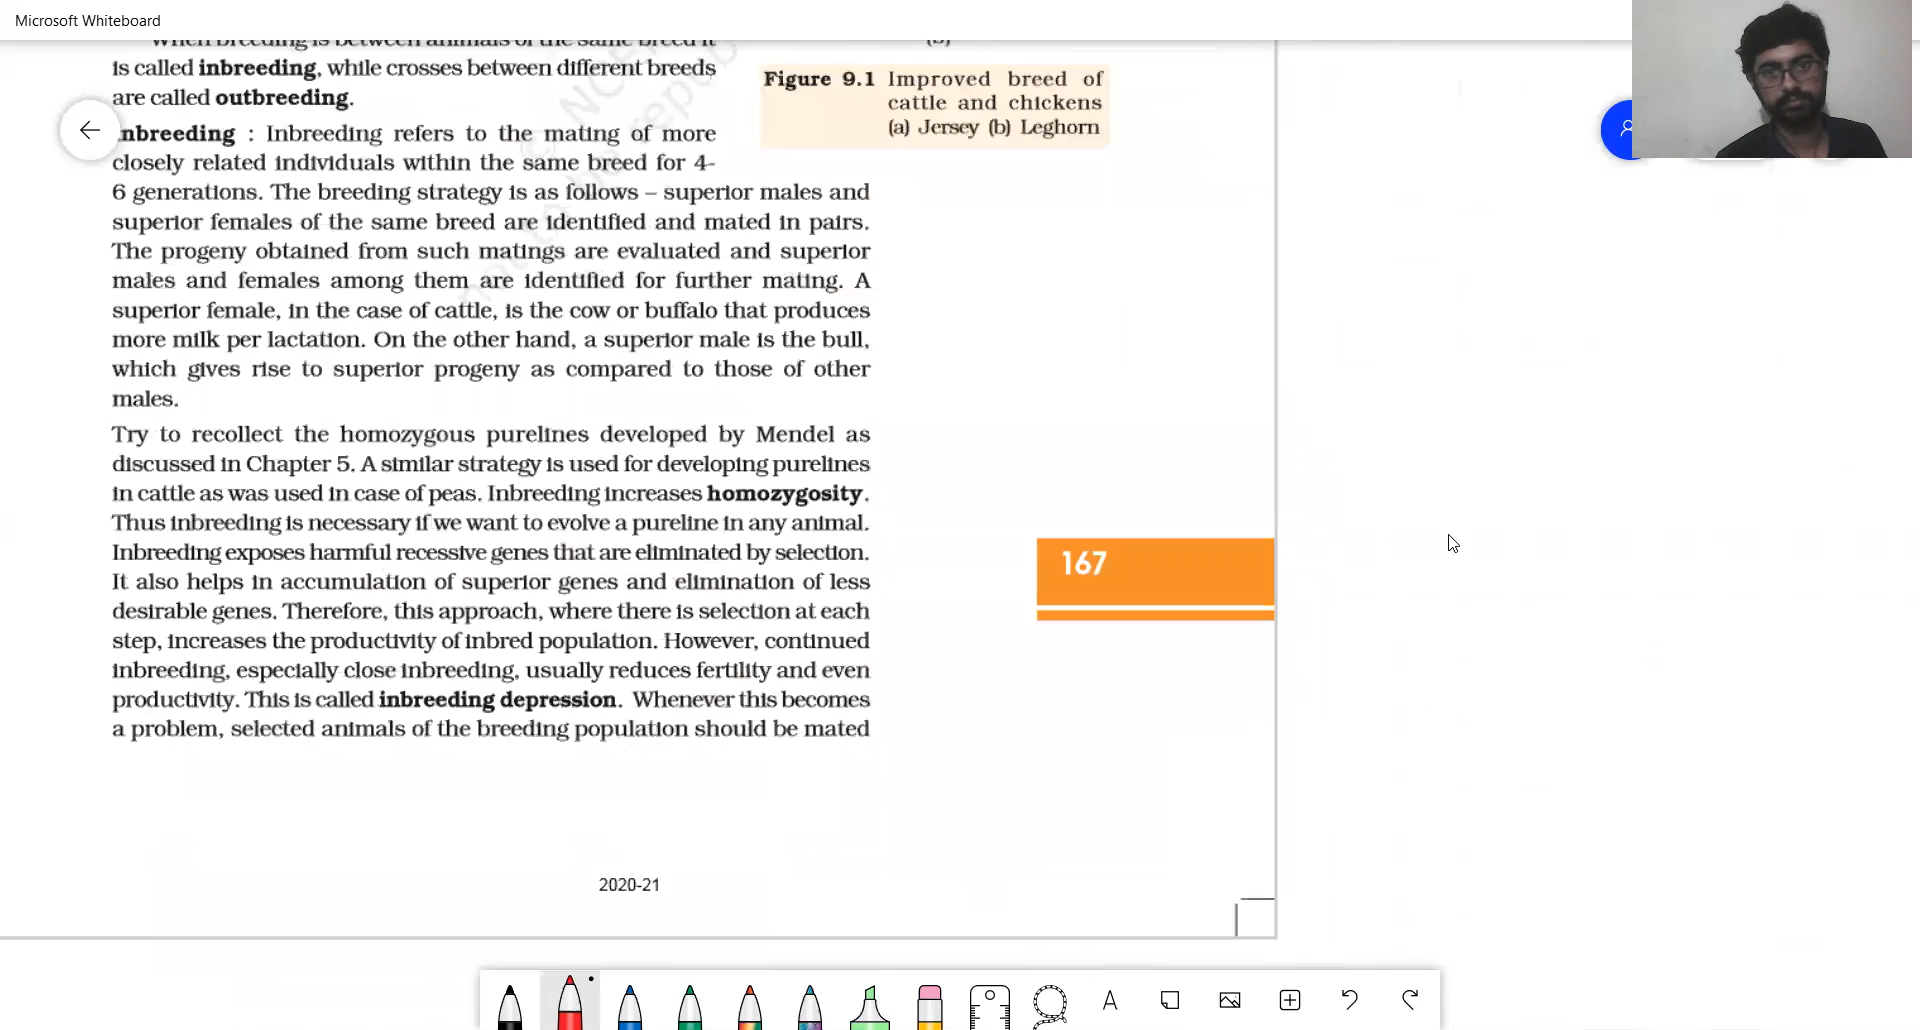 Microsoft Whiteboard
When breeding is between animals of the same breed it
is called inbreeding, while crosses between different breeds
are called outbreeding.
(b)
Figure 9.1 Improved breed of
cattle and chickens
(a) Jersey (b) Leghorn
nbreeding : Inbreeding refers to the mating of more
closely related individuals within the same breed for 4-
6 generations. The breeding strategy is as follows – superior males and
superior females of the same breed are identified and mated in pairs.
The progeny obtained from such matings are evaluated and superior
males and females among them are identified for further mating. A
superior female, in the case of cattle, is the cow or buffalo that produces
more milk per lactation. On the other hand, a superior male is the bull,
which gives rise to superior progeny as compared to those of other
males.
Try to recollect the homozygous purelines developed by Mendel as
discussed in Chapter 5. A similar strategy is used for developing purelines
in cattle as was used in case of peas. Inbreeding increases homozygosity.
Thus inbreeding is necessary if we want to evolve a pureline in any animal.
Inbreeding exposes harmful recessive genes that are eliminated by selection.
It also helps in accumulation of superior genes and elimination of less
desirable genes. Therefore, this approach, where there is selection at each
step, increases the productivity of inbred population. However, continued
inbreeding, especially close inbreeding, usually reduces fertility and even
productivity. This is called inbreeding depression. Whenever this becomes
a problem, selected animals of the breeding population should be mated
167
2020-21